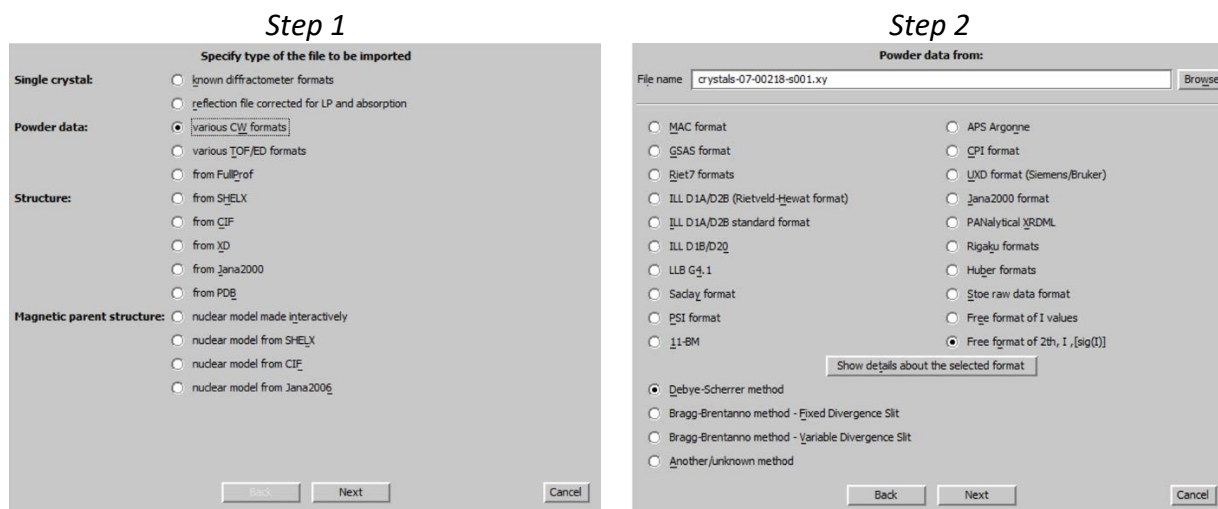 Step 1
Specify type of the file to be imported
Single crystal: known diffractometer formats
reflection file corrected for LP and absorption
Powder data: various CW formats
various TOF/ED formats
from FullProf
Structure: from SHELX
from CIF
from XD
from Jana2000
from PDB
Magnetic parent structure: nuclear model made interactively
nuclear model from SHELX
nuclear model from CIF
nuclear model from Jana2006
Back Next Cancel
Step 2
Powder data from:
File name crystals-07-00218-s001.xy Browse
MAC format APS Argonne
GSAS format CPI format
Riet7 formats UXD format (Siemens/Bruker)
ILL D1A/D2B (Rietveld-Hewat format) Jana2000 format
ILL D1A/D2B standard format PANalytical XRDML
ILL D1B/D20 Rigaku formats
LLB G4.1 Huber formats
Saclay format Stoe raw data format
PSI format Free format of I values
11-BM Free format of 2th, I ,[sig(I)]
Show details about the selected format
Debye-Scherrer method
Bragg-Brentanno method - Fixed Divergence Slit
Bragg-Brentanno method - Variable Divergence Slit
Another/unknown method
Back Next Cancel